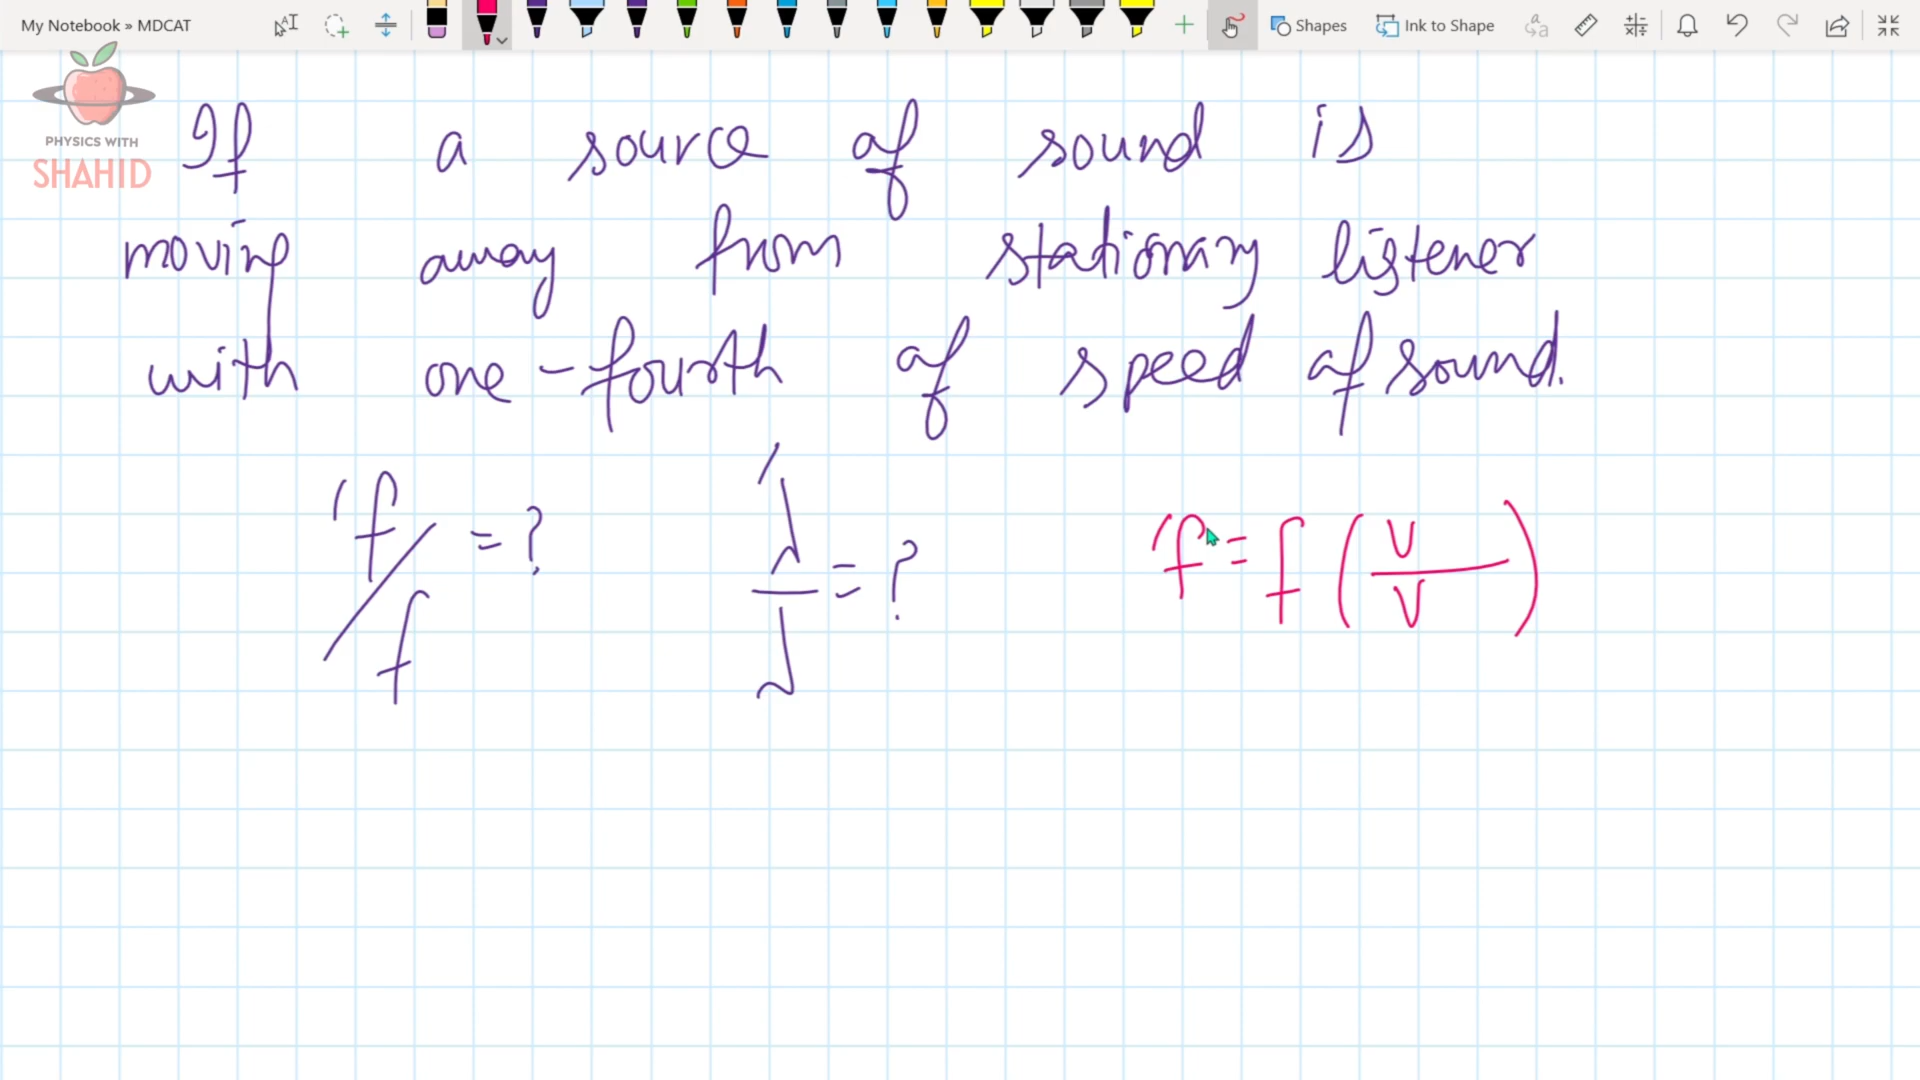 My Notebook » MDCAT
Shapes
Ink to Shape
PHYSICS WITH
SHAHID
If a source of sound is
moving away from stationary listener
with one-fourth of speed of sound.
'f/f = ?
'λ/λ = ?
'f = f (v/v)